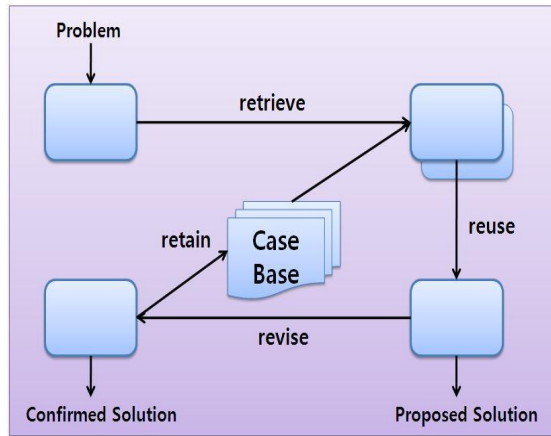 Problem
retrieve
retain
Case
Base
reuse
revise
Confirmed Solution
Proposed Solution